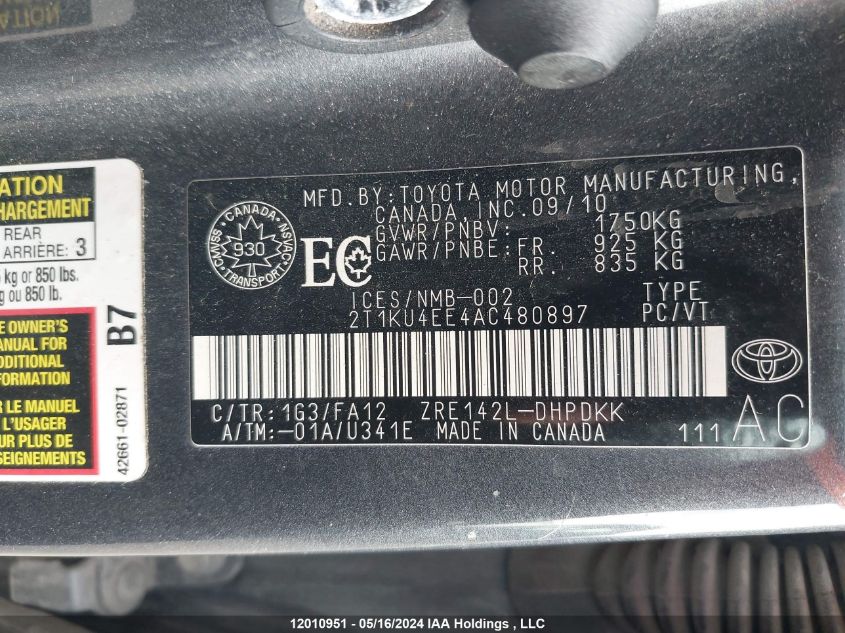 ATION
HARGEMENT
REAR
ARRIÈRE: 3
kg or 850 lbs.
g ou 850 lb.
E OWNER'S
ANUAL FOR
DDITIONAL
FORMATION
R LE MANUEL
L'USAGER
UR PLUS DE
SEIGNEMENTS
B7
42661-02871
CANADA
CMVSS 930 NSVAC
TRANSPORT
EC
MFD.BY:TOYOTA MOTOR MANUFACTURING,
CANADA,INC.09/10
GVWR/PNBV: 1750KG
GAWR/PNBE:FR. 925 KG
RR. 835 KG
ICES/NMB-002 TYPE
2T1KU4EE4AC480897 PC/VT
C/TR:1G3/FA12 ZRE142L-DHPDKK
A/TM:-01A/U341E MADE IN CANADA 111 AC
12010951 - 05/16/2024 IAA Holdings , LLC